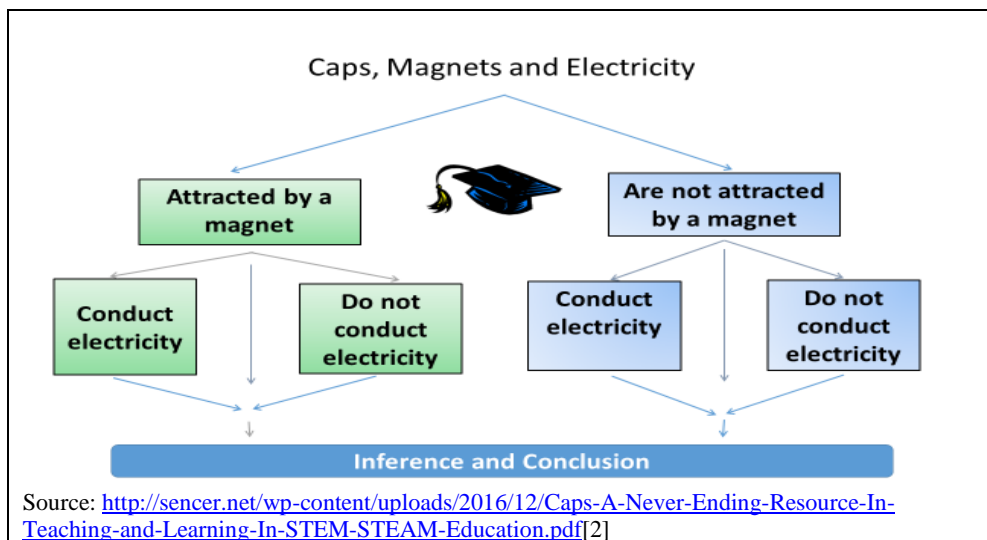 Caps, Magnets and Electricity
Attracted by a
magnet
Are not attracted
by a magnet
Conduct
electricity
Do not
conduct
electricity
Conduct
electricity
Do not
conduct
electricity
Inference and Conclusion
Source: http://sencer.net/wp-content/uploads/2016/12/Caps-A-Never-Ending-Resource-In-
Teaching-and-Learning-In-STEM-STEAM-Education.pdf[2]